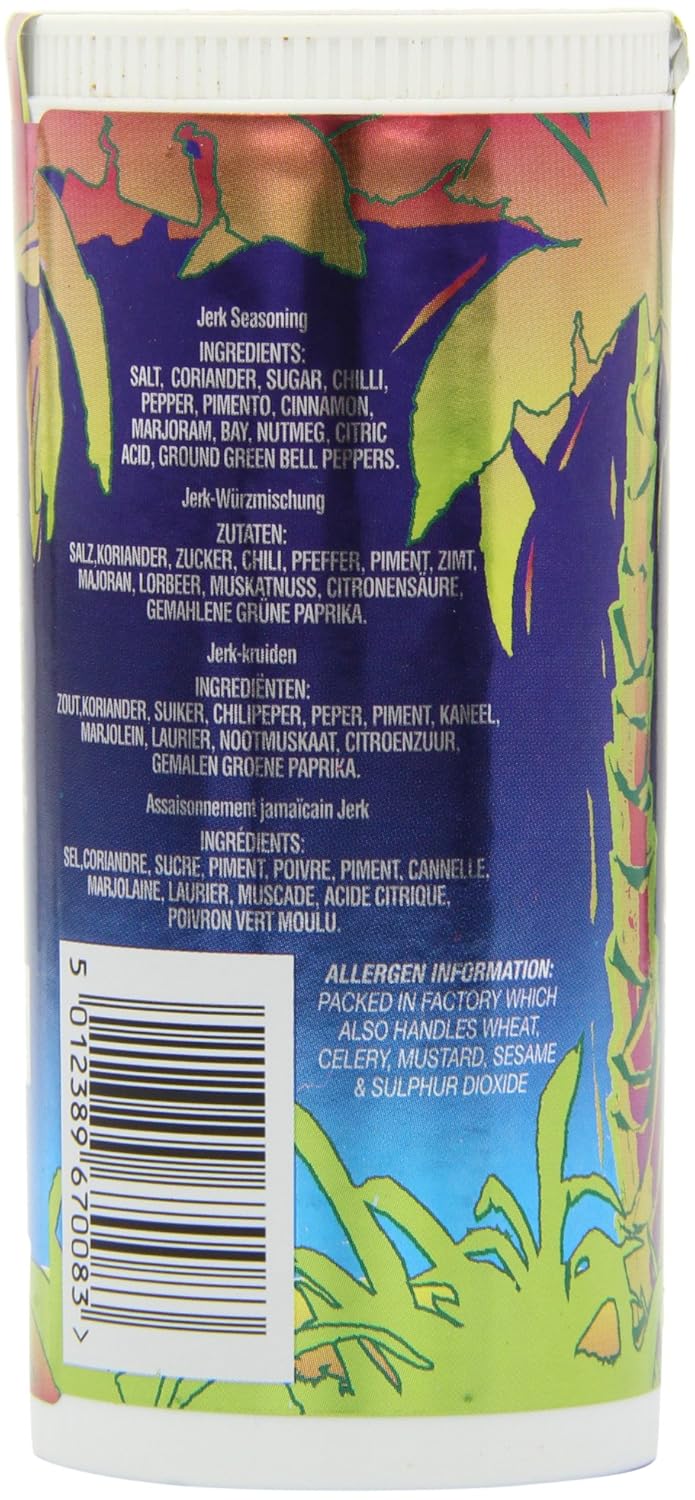 Jerk Seasoning
INGREDIENTS:
SALT, CORIANDER, SUGAR, CHILLI,
PEPPER, PIMENTO, CINNAMON,
MARJORAM, BAY, NUTMEG, CITRIC
ACID, GROUND GREEN BELL PEPPERS.
Jerk-Würzmischung
ZUTATEN:
SALZ,KORIANDER, ZUCKER, CHILI, PFEFFER, PIMENT, ZIMT,
MAJORAN, LORBEER, MUSKATNUSS, CITRONENSÄURE,
GEMAHLENE GRÜNE PAPRIKA.
Jerk-kruiden
INGREDIËNTEN:
ZOUT,KORIANDER, SUIKER, CHILIPEPER, PEPER, PIMENT, KANEEL,
MARJOLEIN, LAURIER, NOOTMUSKAAT, CITROENZUUR,
GEMALEN GROENE PAPRIKA.
Assaisonnement jamaïcain Jerk
INGRÉDIENTS:
SEL,CORIANDRE, SUCRE, PIMENT, POIVRE, PIMENT, CANNELLE,
MARJOLAINE, LAURIER, MUSCADE, ACIDE CITRIQUE,
POIVRON VERT MOULU.
ALLERGEN INFORMATION:
PACKED IN FACTORY WHICH
ALSO HANDLES WHEAT,
CELERY, MUSTARD, SESAME
& SULPHUR DIOXIDE
5 012389 670083 >